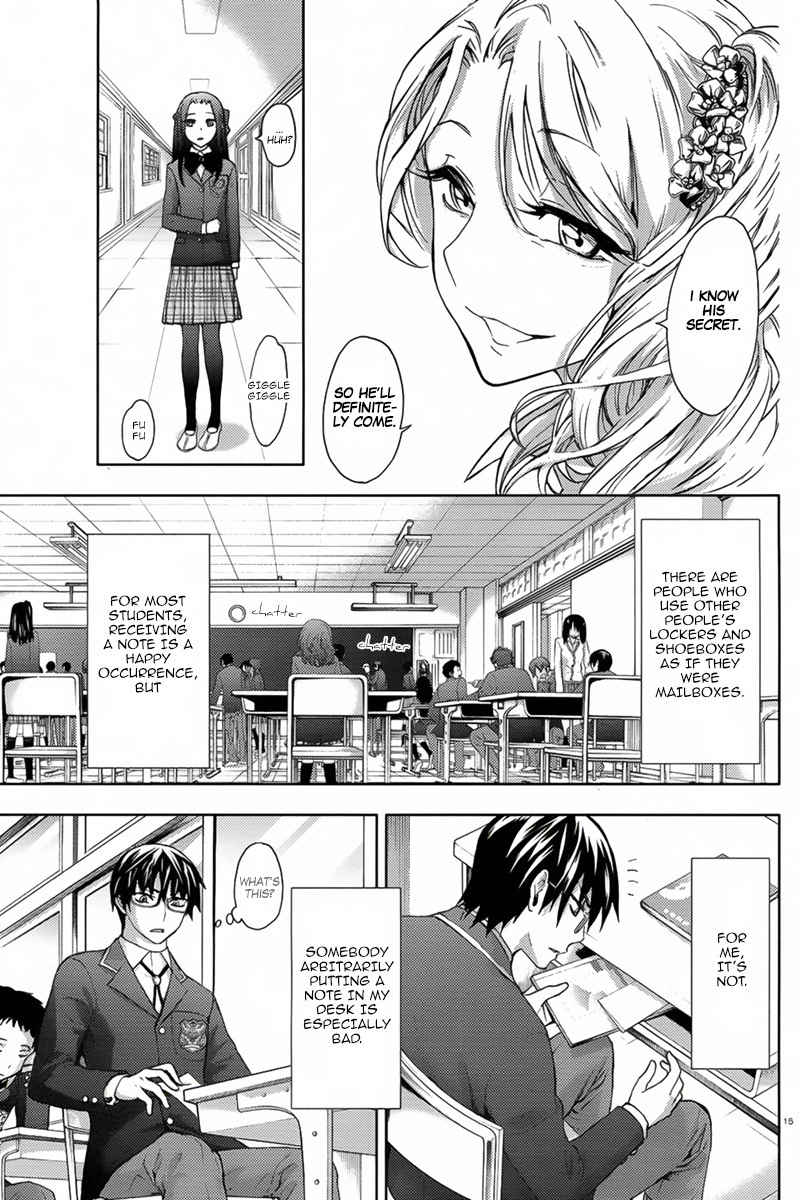 I KNOW
HIS
SECRET.
SO HE'LL
DEFINITE-
LY COME.
...
HUH?
GIGGLE
GIGGLE
FU
FU
THERE ARE
PEOPLE WHO
USE OTHER
PEOPLE'S
LOCKERS AND
SHOEBOXES
AS IF THEY
WERE
MAILBOXES.
chatter
chatter
FOR MOST
STUDENTS,
RECEIVING
A NOTE IS A
HAPPY
OCCURRENCE,
BUT
FOR
ME,
IT'S
NOT.
SOMEBODY
ARBITRARILY
PUTTING A
NOTE IN MY
DESK IS
ESPECIALLY
BAD.
WHAT'S
THIS?
15